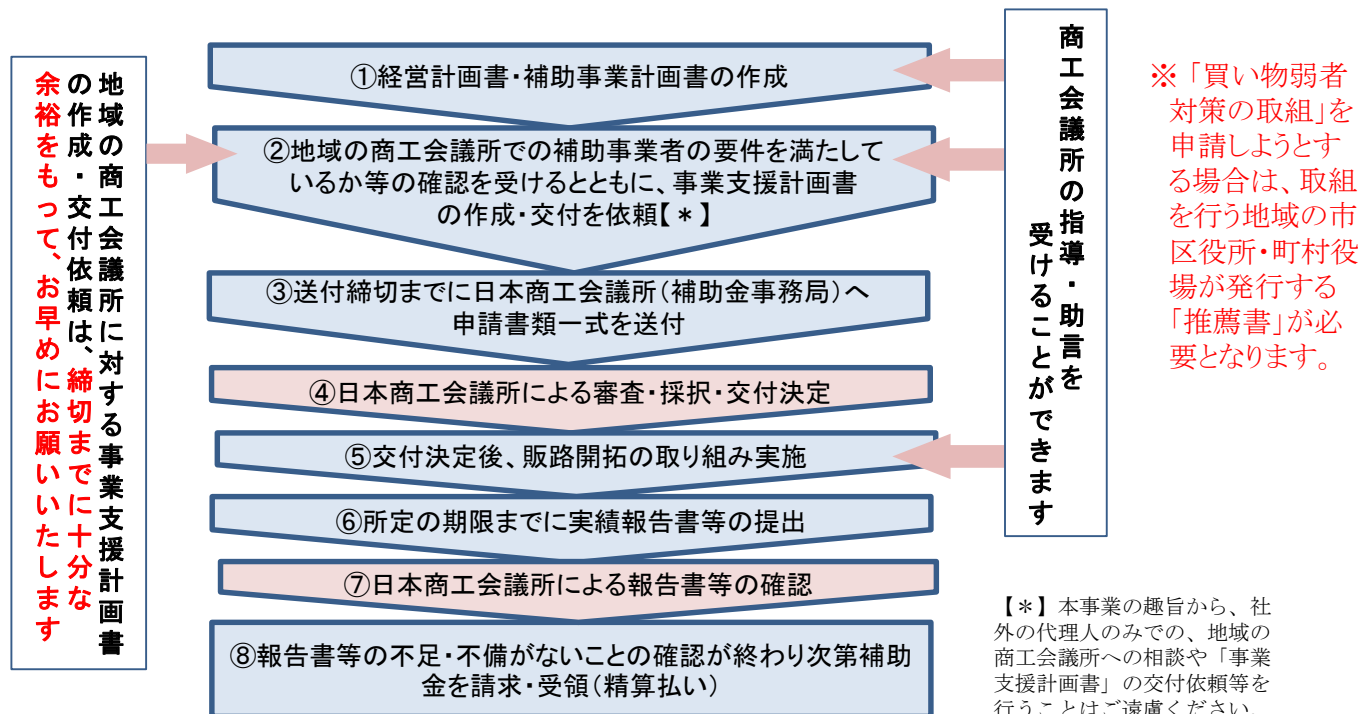 地域の商工会議所に対する事業支援計画書
の作成・交付依頼は、締切までに十分な
余裕をもって、お早めにお願いいたします
①経営計画書・補助事業計画書の作成
②地域の商工会議所での補助事業者の要件を満たして
いるか等の確認を受けるとともに、事業支援計画書
の作成・交付を依頼【＊】
③送付締切までに日本商工会議所（補助金事務局）へ
申請書類一式を送付
④日本商工会議所による審査・採択・交付決定
⑤交付決定後、販路開拓の取り組み実施
⑥所定の期限までに実績報告書等の提出
⑦日本商工会議所による報告書等の確認
⑧報告書等の不足・不備がないことの確認が終わり次第補助
金を請求・受領（精算払い）
商工会議所の指導・助言を
受けることができます
※「買い物弱者
対策の取組」を
申請しようとす
る場合は、取組
を行う地域の市
区役所・町村役
場が発行する
「推薦書」が必
要となります。
【＊】本事業の趣旨から、社
外の代理人のみでの、地域の
商工会議所への相談や「事業
支援計画書」の交付依頼等を
行うことはご遠慮ください。